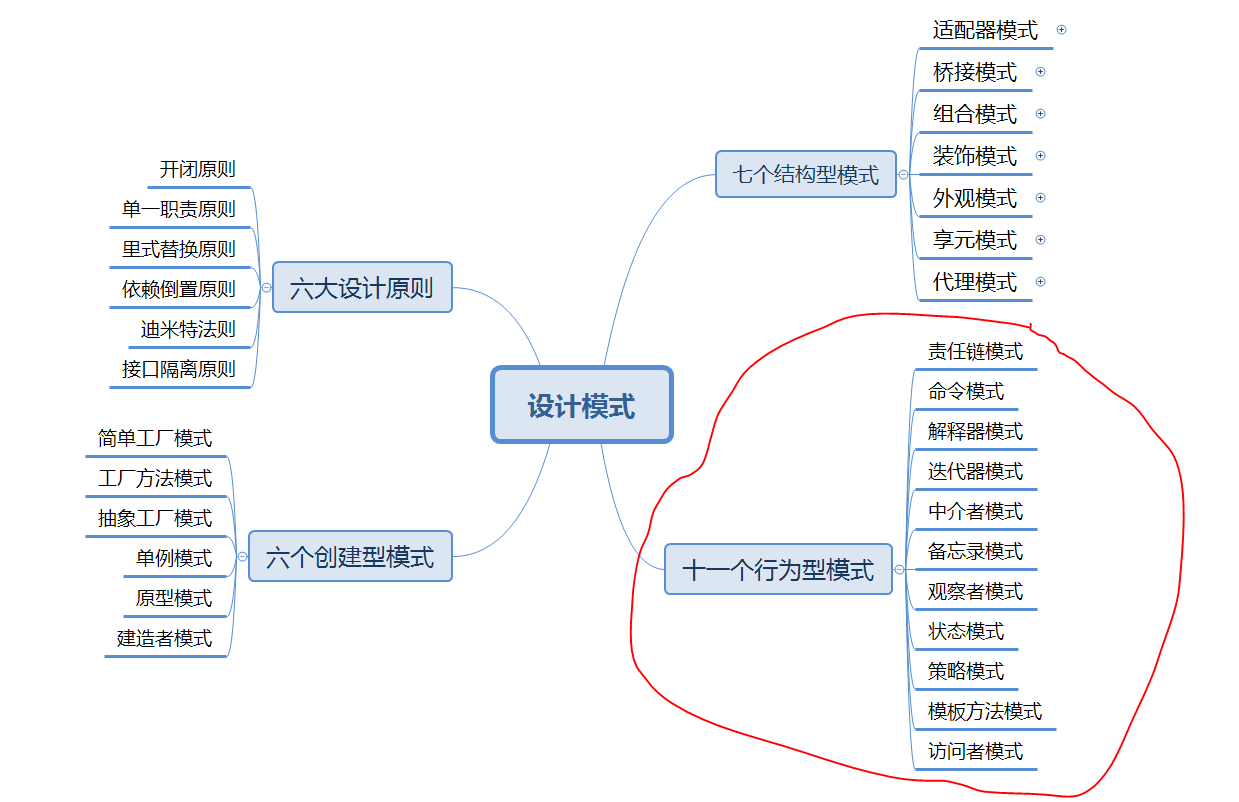 设计模式
六大设计原则
开闭原则
单一职责原则
里式替换原则
依赖倒置原则
迪米特法则
接口隔离原则
六个创建型模式
简单工厂模式
工厂方法模式
抽象工厂模式
单例模式
原型模式
建造者模式
七个结构型模式
适配器模式
桥接模式
组合模式
装饰模式
外观模式
享元模式
代理模式
十一个行为型模式
责任链模式
命令模式
解释器模式
迭代器模式
中介者模式
备忘录模式
观察者模式
状态模式
策略模式
模板方法模式
访问者模式